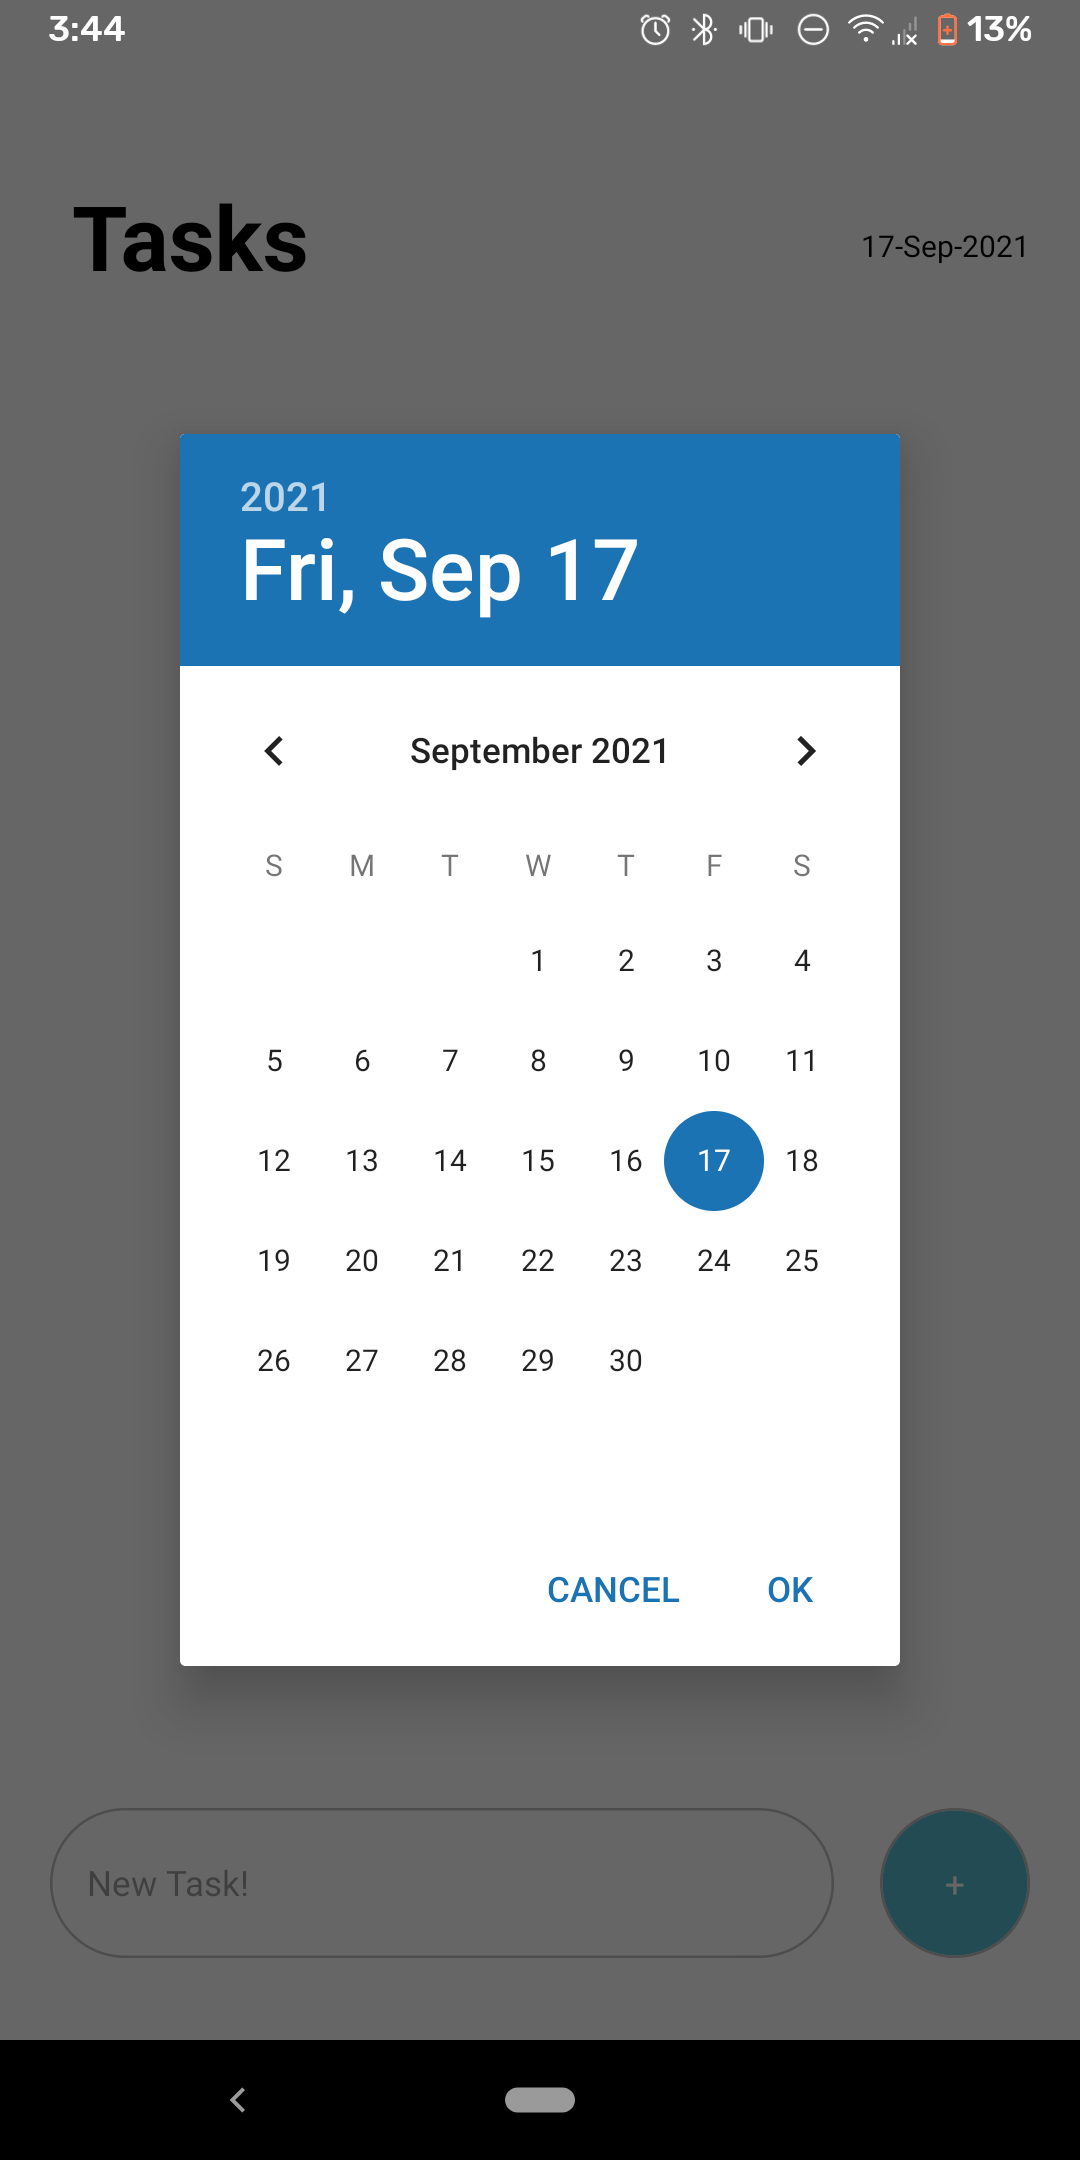 3:44 13%
Tasks
17-Sep-2021
2021
Fri, Sep 17
September 2021
S M T W T F S
1 2 3 4
5 6 7 8 9 10 11
12 13 14 15 16 17 18
19 20 21 22 23 24 25
26 27 28 29 30
CANCEL OK
New Task! +